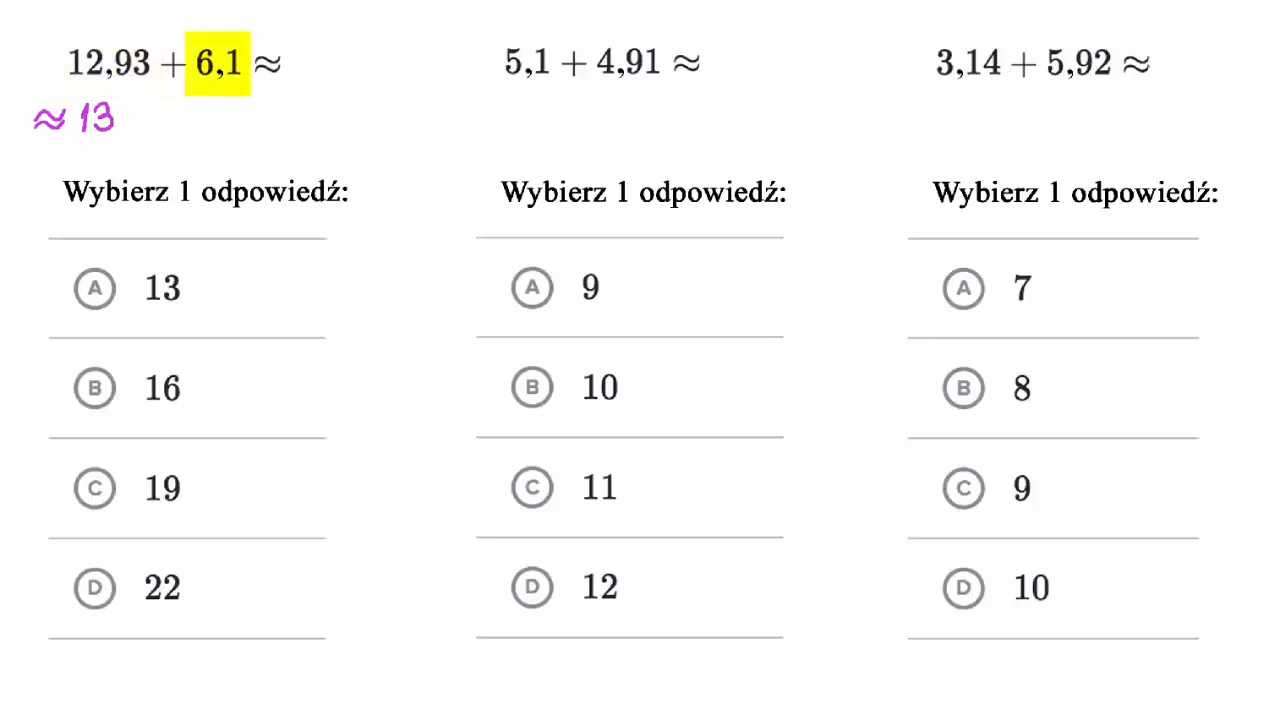 12,93 + 6,1 ≈
≈ 13
Wybierz 1 odpowiedź:
A 13
B 16
C 19
D 22
5,1 + 4,91 ≈
Wybierz 1 odpowiedź:
A 9
B 10
C 11
D 12
3,14 + 5,92 ≈
Wybierz 1 odpowiedź:
A 7
B 8
C 9
D 10